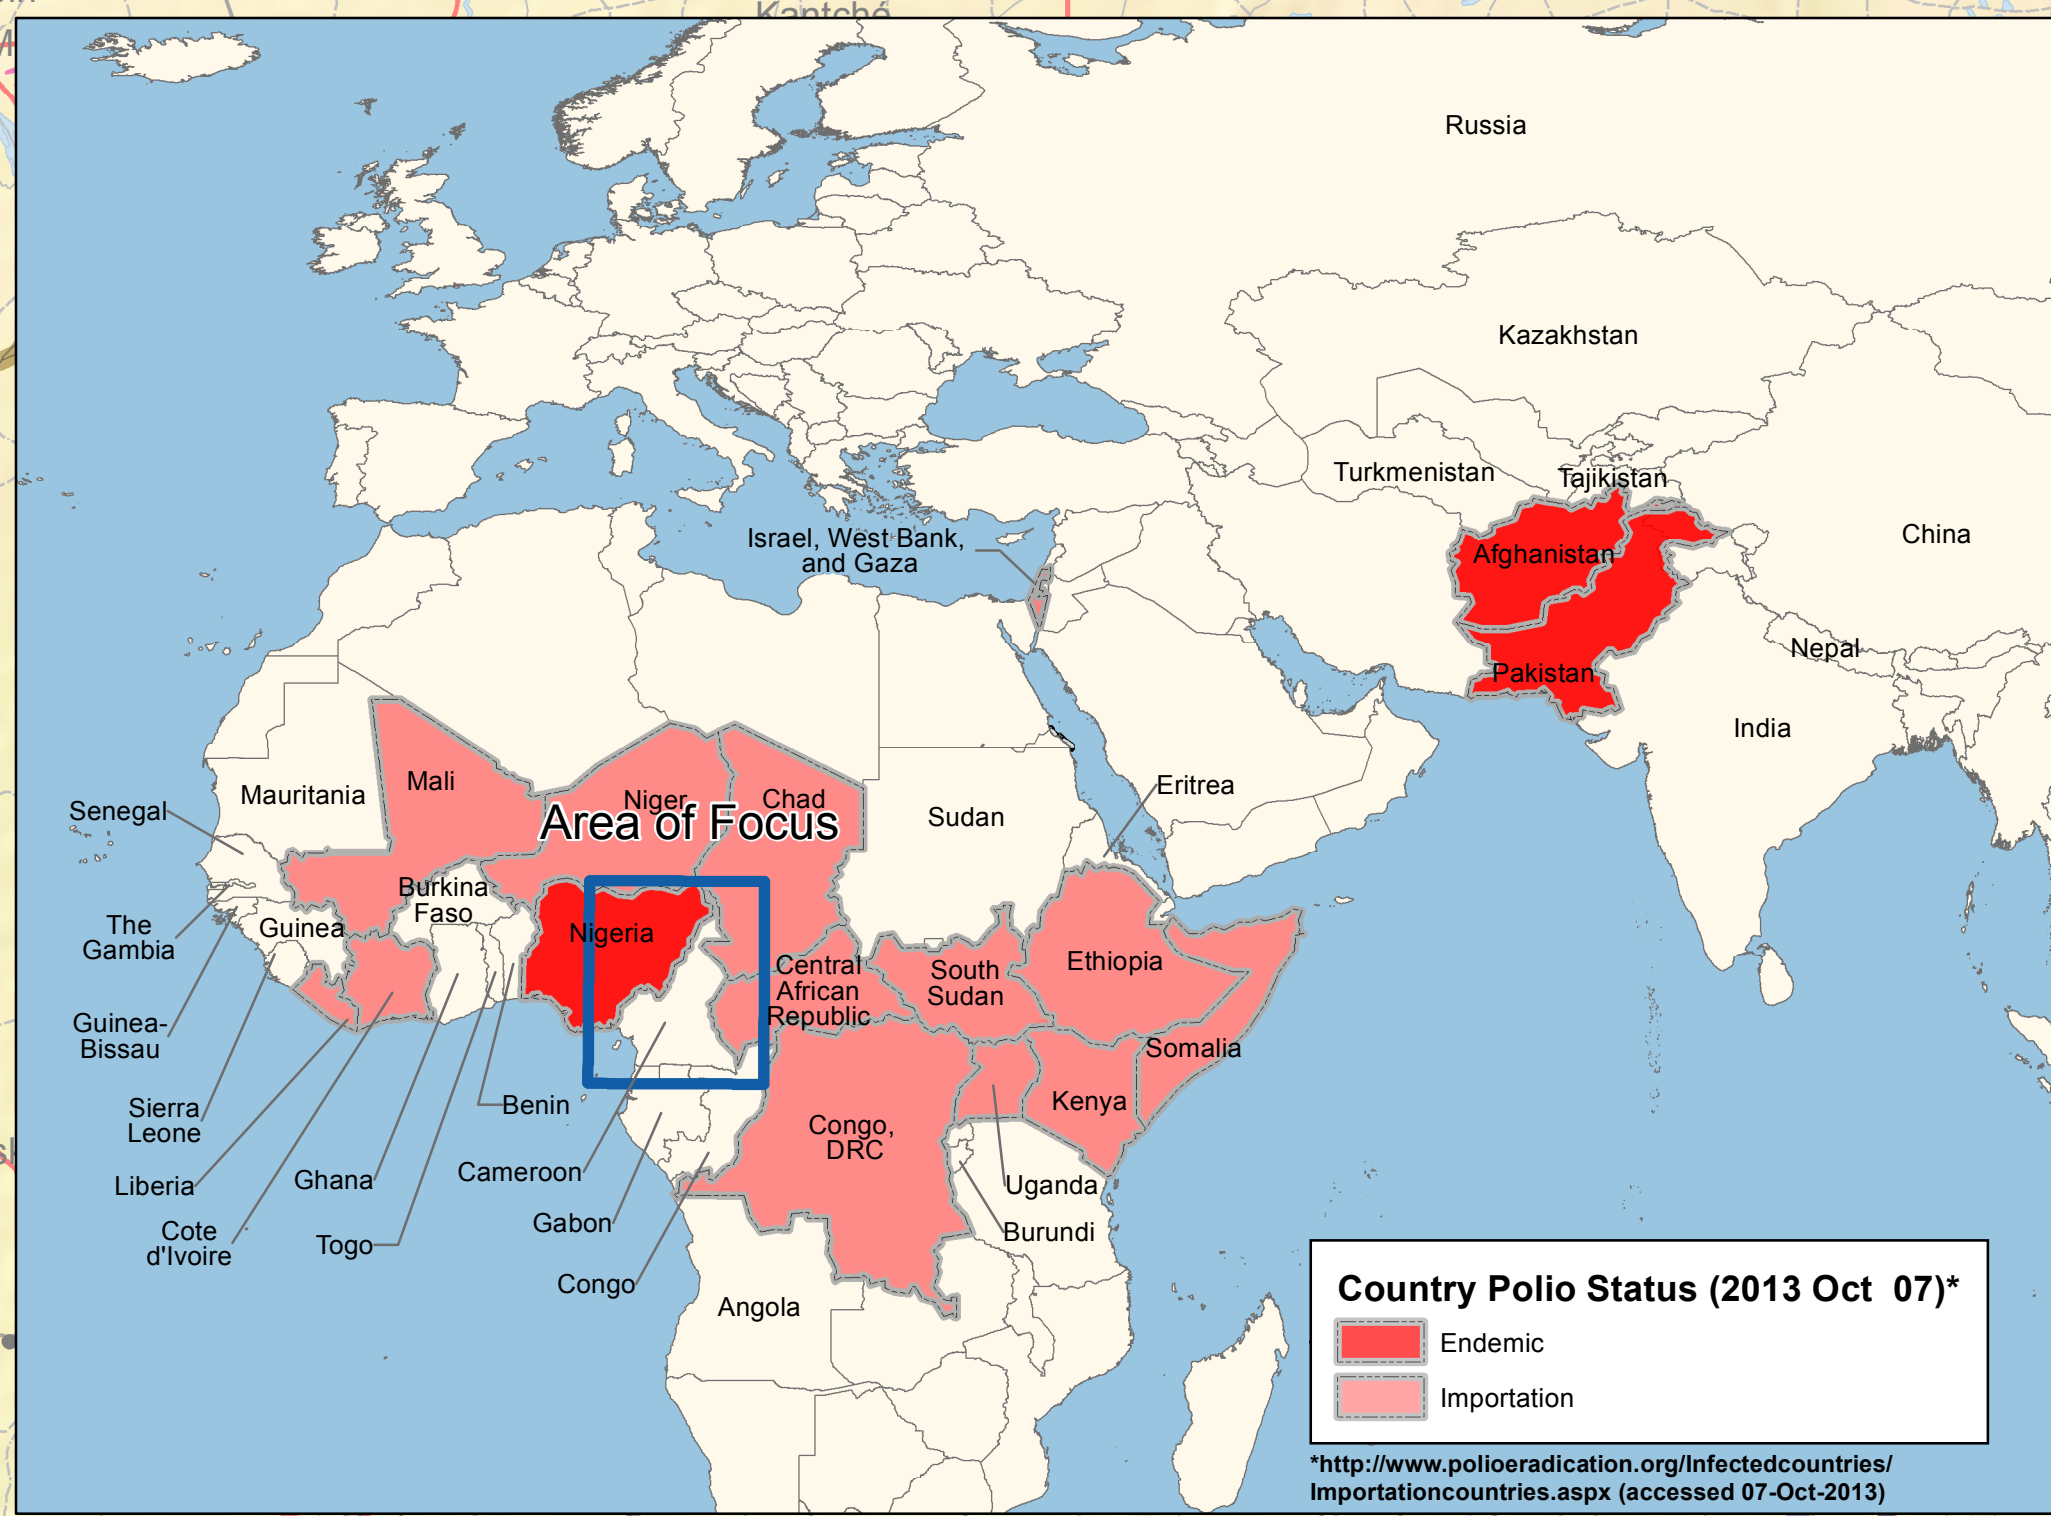 Kantché
Russia
Kazakhstan
Turkmenistan
Tajikistan
Israel, West Bank,
and Gaza
China
Afghanistan
Nepal
Pakistan
India
Mali
Mauritania
Niger
Chad
Eritrea
Senegal
Area of Focus
Sudan
Burkina
Faso
The
Gambia
Guinea
Nigeria
Central
African
Republic
South
Sudan
Ethiopia
Guinea-
Bissau
Somalia
Sierra
Leone
Benin
Kenya
Congo,
DRC
Liberia
Ghana
Cameroon
Uganda
Cote
d'Ivoire
Togo
Gabon
Burundi
Congo
Angola
Country Polio Status (2013 Oct 07)*
Endemic
Importation
*http://www.polioeradication.org/Infectedcountries/
Importationcountries.aspx (accessed 07-Oct-2013)